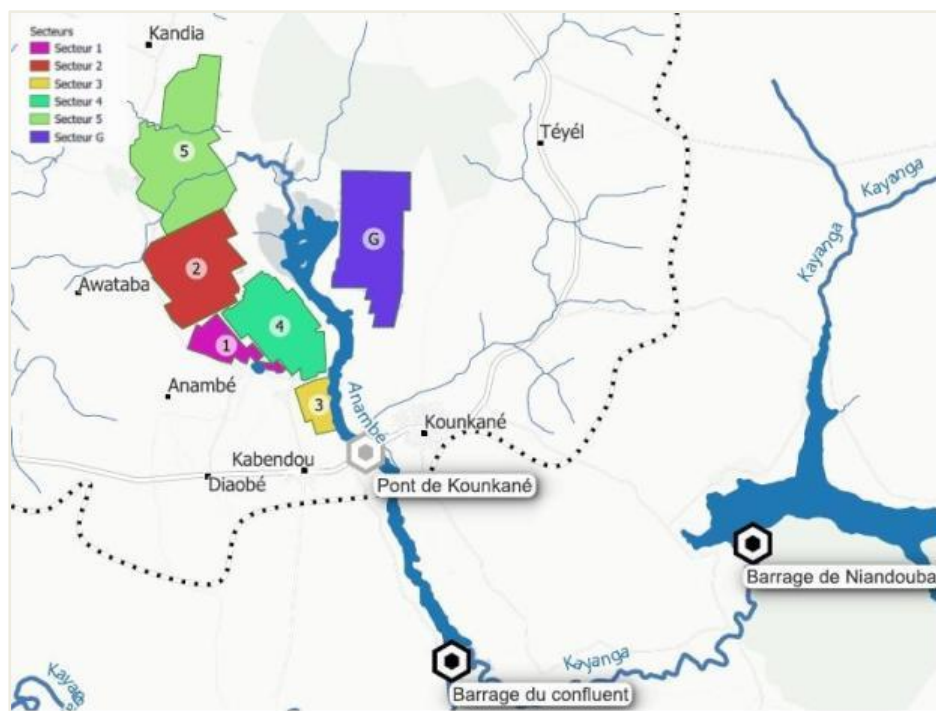 Secteurs
Secteur 1
Secteur 2
Secteur 3
Secteur 4
Secteur 5
Secteur G
Kandia
Téyél
5
Kayanga
Kayanga
G
2
Awataba
4
1
Anambé
Anambé
3
Kounkané
Kabendou
Diaobé
Pont de Kounkané
Barrage de Niandouba
Kayanga
Barrage du confluent